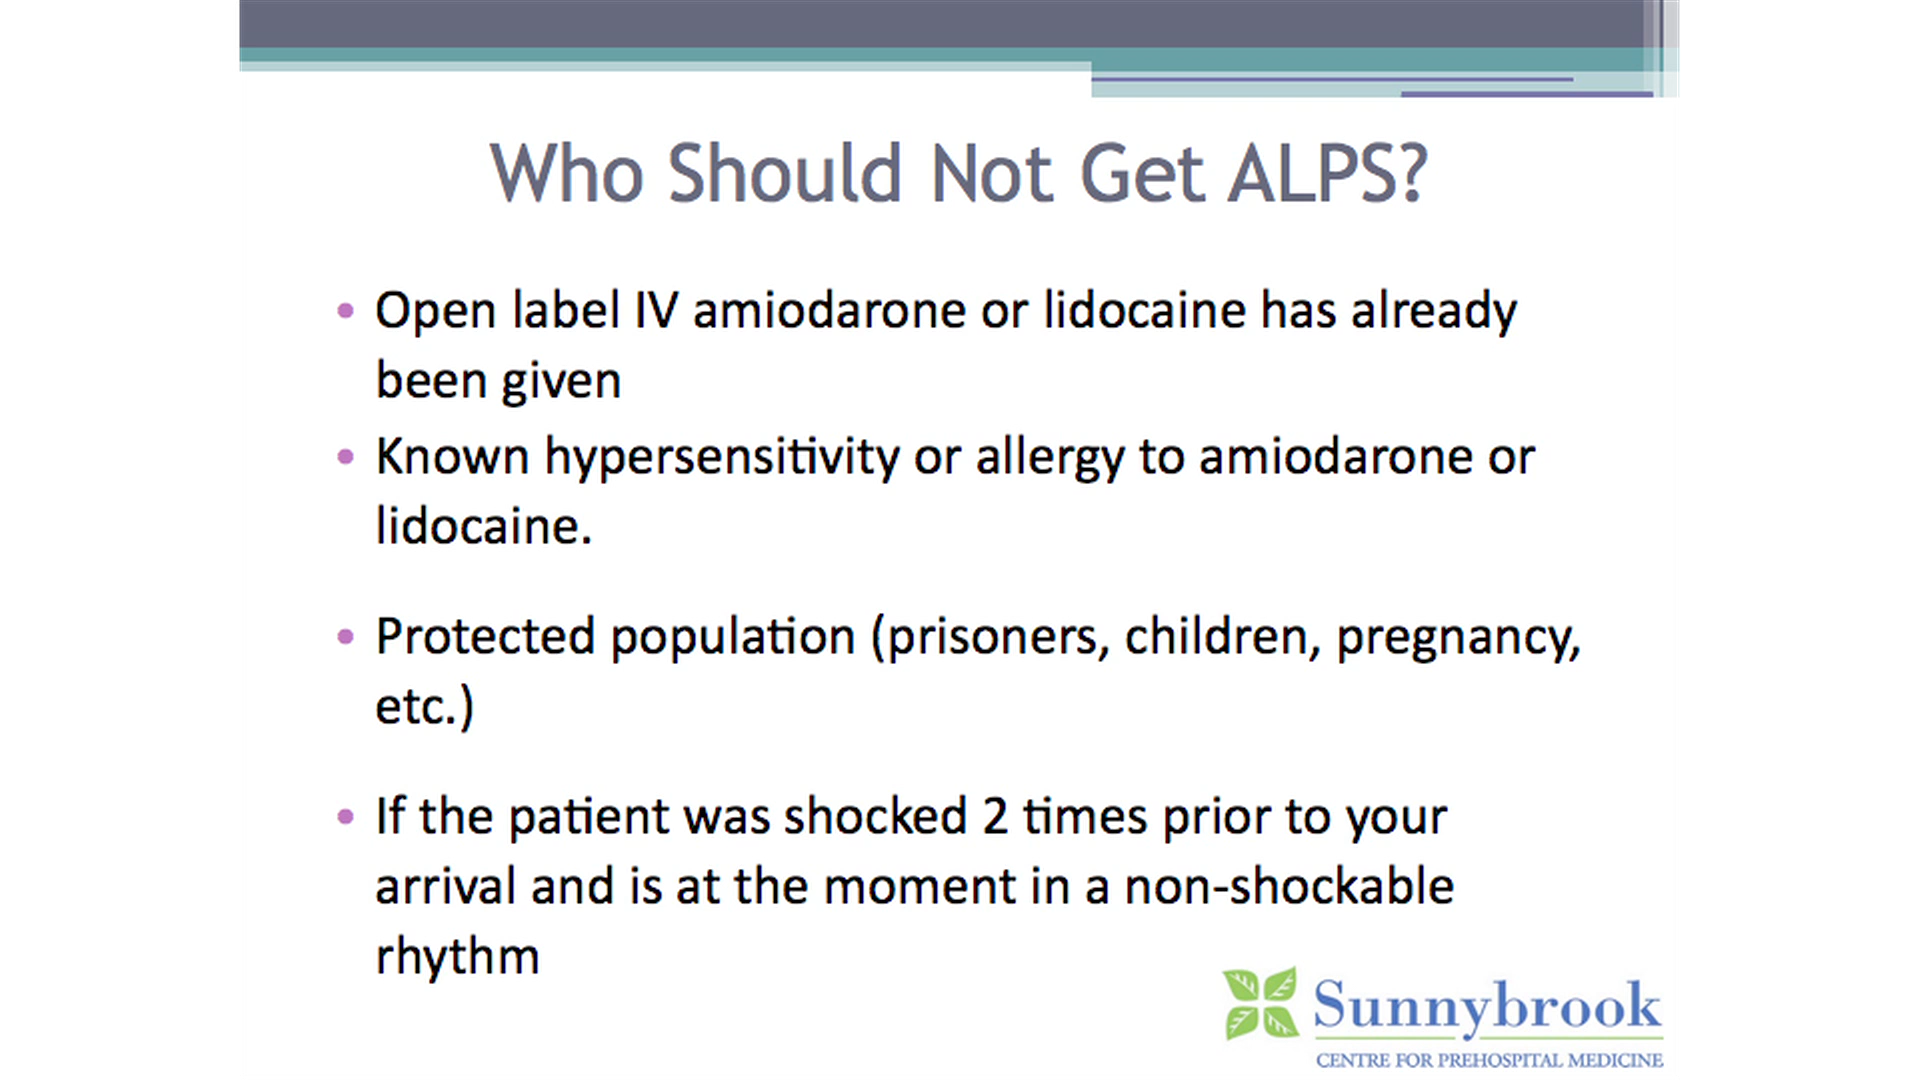 Who Should Not Get ALPS?
• Open label IV amiodarone or lidocaine has already
been given
• Known hypersensitivity or allergy to amiodarone or
lidocaine.
• Protected population (prisoners, children, pregnancy,
etc.)
• If the patient was shocked 2 times prior to your
arrival and is at the moment in a non-shockable
rhythm
Sunnybrook
CENTRE FOR PREHOSPITAL MEDICINE